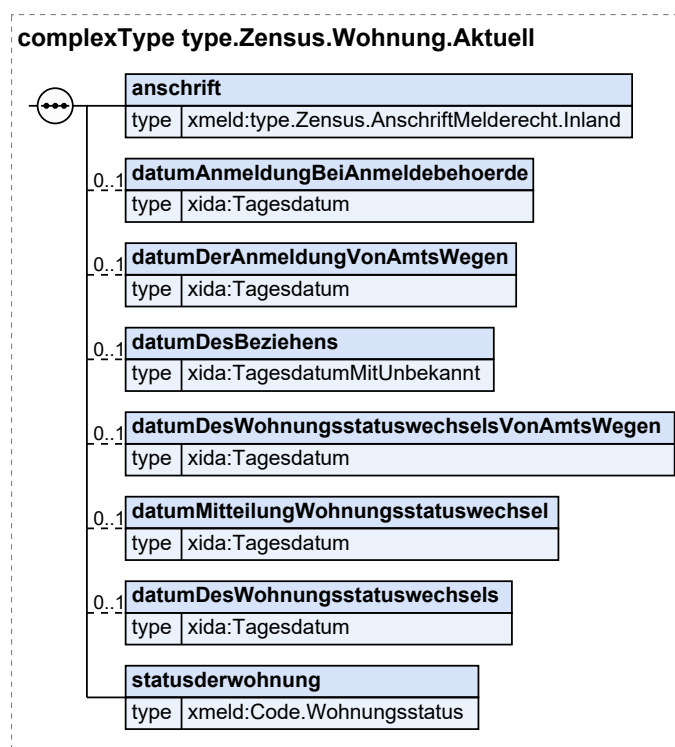 complexType type.Zensus.Wohnung.Aktuell
anschrift
type xmeld:type.Zensus.AnschriftMelderecht.Inland
0..1 datumAnmeldungBeiAnmeldebehoerde
type xida:Tagesdatum
0..1 datumDerAnmeldungVonAmtsWegen
type xida:Tagesdatum
0..1 datumDesBeziehens
type xida:TagesdatumMitUnbekannt
0..1 datumDesWohnungsstatuswechselsVonAmtsWegen
type xida:Tagesdatum
0..1 datumMitteilungWohnungsstatuswechsel
type xida:Tagesdatum
0..1 datumDesWohnungsstatuswechsels
type xida:Tagesdatum
statusderwohnung
type xmeld:Code.Wohnungsstatus